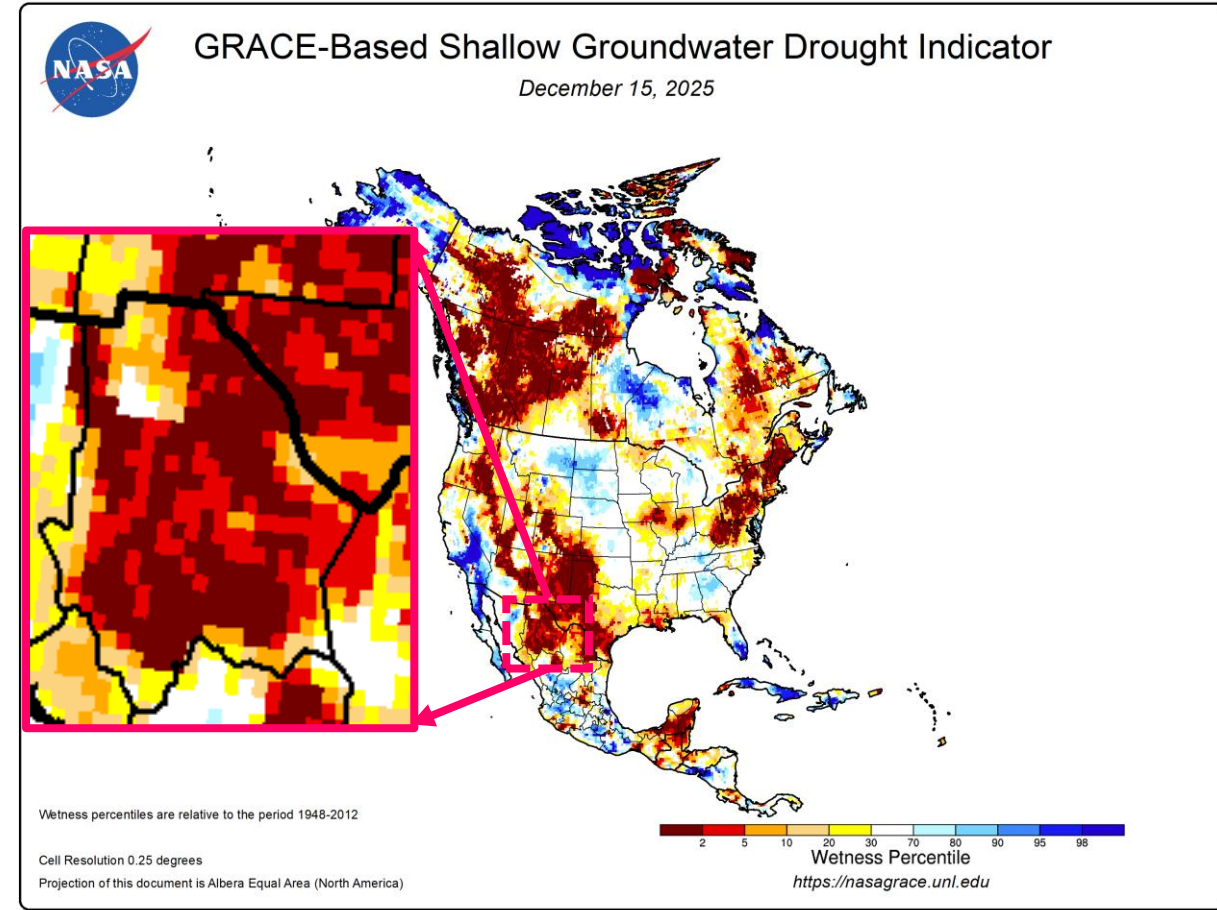 NASA
GRACE-Based Shallow Groundwater Drought Indicator
December 15, 2025
Wetness percentiles are relative to the period 1948-2012
Cell Resolution 0.25 degrees
Projection of this document is Albera Equal Area (North America)
2 5 10 20 30 70 80 90 95 98
Wetness Percentile
https://nasagrace.unl.edu